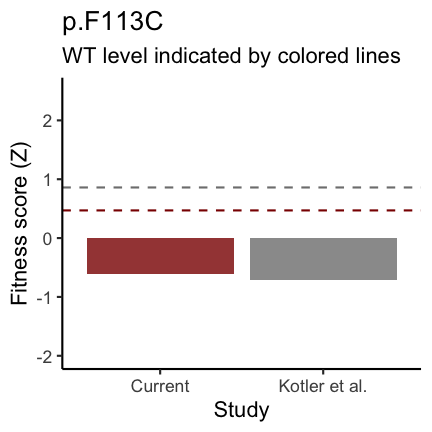 p.F113C
WT level indicated by colored lines
Fitness score (Z)
2
1
0
-1
-2
Current
Kotler et al.
Study